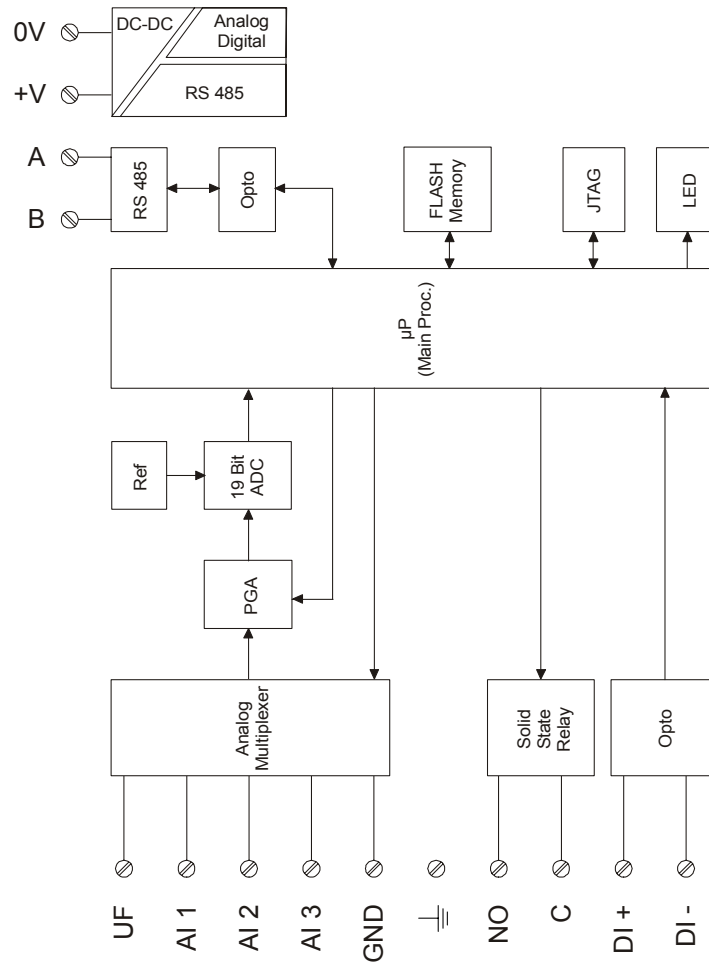 0V
+V
A
B
DC-DC
Analog
Digital
RS 485
RS 485
Opto
FLASH
Memory
JTAG
LED
µP
(Main Proc.)
Ref
19 Bit
ADC
PGA
Analog
Multiplexer
Solid
State
Relay
Opto
UF
AI 1
AI 2
AI 3
GND
NO
C
DI +
DI -